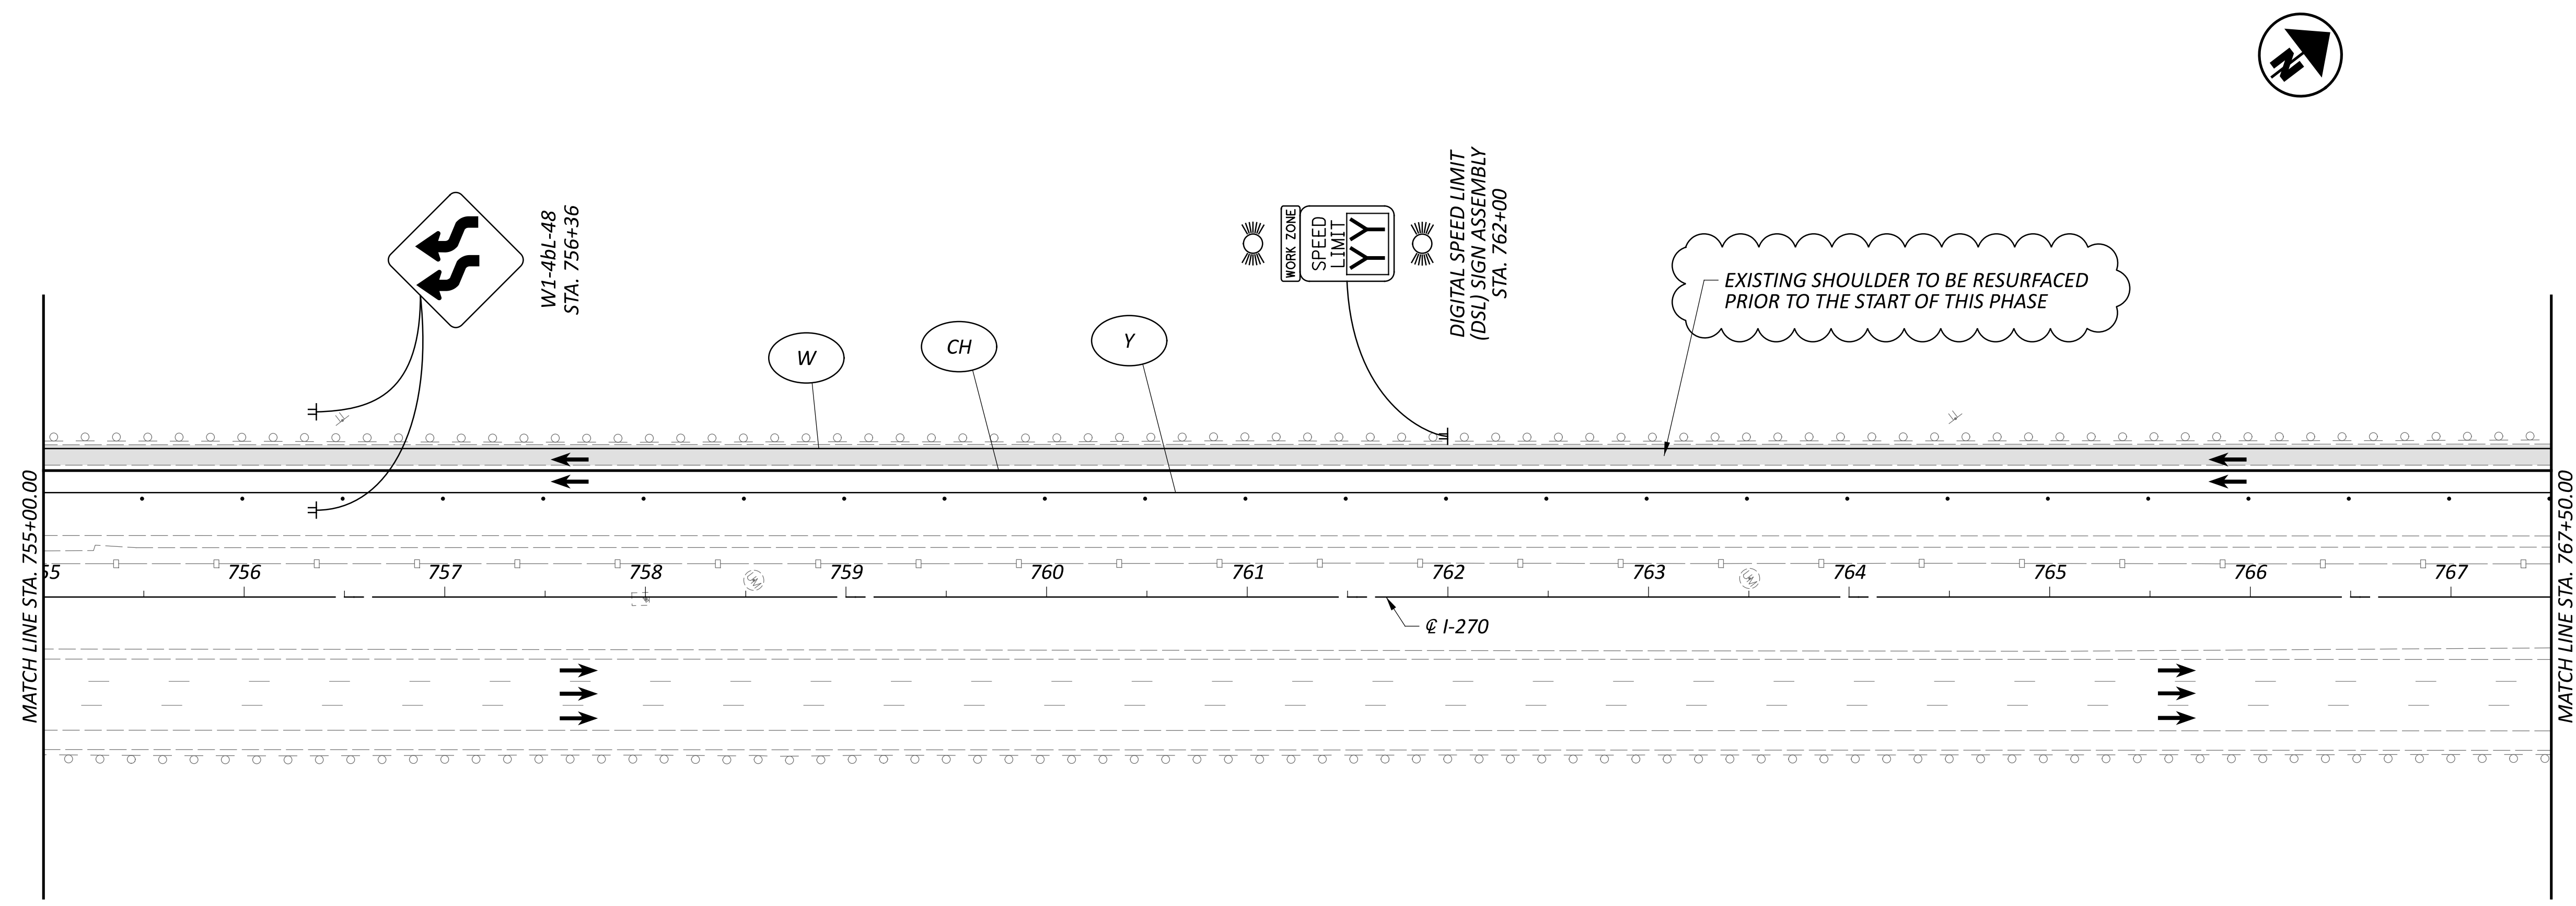 N
W1-4bL-48
STA. 756+36
WORK ZONE
SPEED
LIMIT
YY
DIGITAL SPEED LIMIT
(DSL) SIGN ASSEMBLY
STA. 762+00
EXISTING SHOULDER TO BE RESURFACED
PRIOR TO THE START OF THIS PHASE
W
CH
Y
MATCH LINE STA. 755+00.00
MATCH LINE STA. 767+50.00
55 756 757 758 759 760 761 762 763 764 765 766 767
℄ I-270